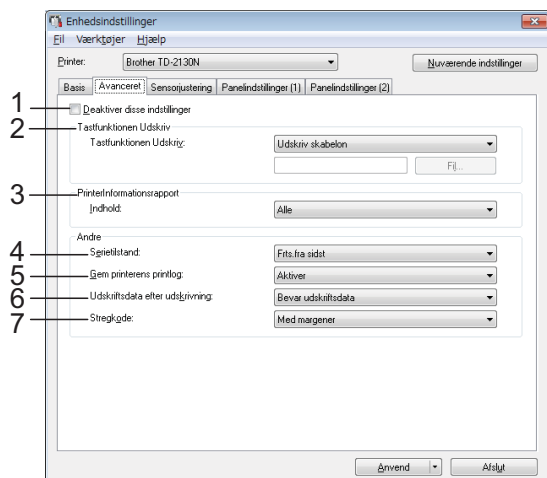 Enhedsindstillinger
Fil Værktøjer Hjælp
Printer: Brother TD-2130N Nuværende indstillinger
Basis Avanceret Sensorjustering Panelindstillinger (1) Panelindstillinger (2)
1 Deaktiver disse indstillinger
2 Tastfunktionen Udskriv
Tastfunktionen Udskriv: Udskriv skabelon
Fil...
3 PrinterInformationsrapport
Indhold: Alle
Andre
4 Serietilstand: Frts.fra sidst
5 Gem printerens printlog: Aktiver
6 Udskriftsdata efter udskrivning: Bevar udskriftsdata
7 Stregkode: Med margener
Anvend Afslut